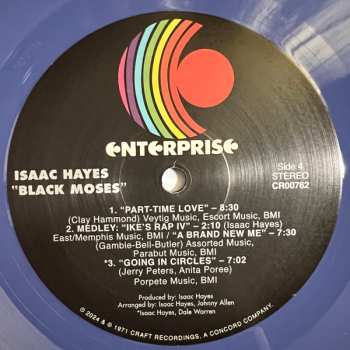 ENTERPRISE
ISAAC HAYES
"BLACK MOSES"
Side 4
STEREO
CR00762
1. "PART-TIME LOVE" – 8:30
(Clay Hammond) Veytig Music, Escort Music, BMI
2. MEDLEY: "IKE'S RAP IV" – 2:10 (Isaac Hayes)
East/Memphis Music, BMI / "A BRAND NEW ME" – 7:30
(Gamble-Bell-Butler) Assorted Music,
Parabut Music, BMI
*3. "GOING IN CIRCLES" – 7:02
(Jerry Peters, Anita Poree)
Porpete Music, BMI
Produced by: Isaac Hayes
Arranged by: Isaac Hayes, Johnny Allen
*Isaac Hayes, Dale Warren
℗ 2024 & © 1971 CRAFT RECORDINGS, A CONCORD COMPANY.